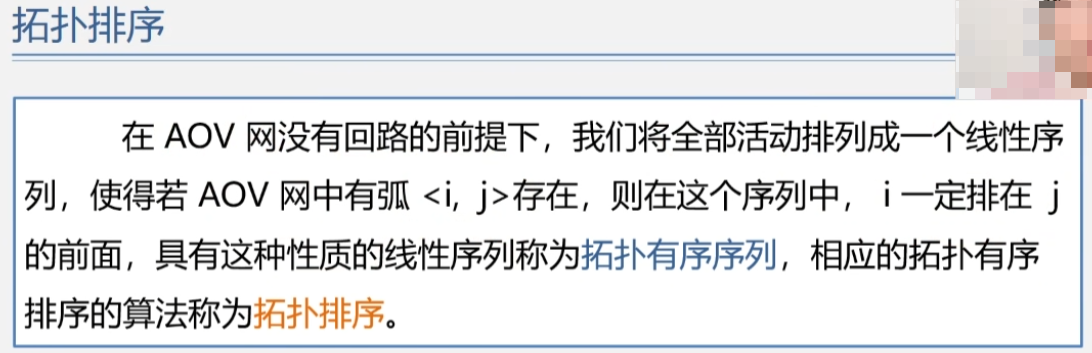 拓扑排序
在 AOV 网没有回路的前提下，我们将全部活动排列成一个线性序
列，使得若 AOV 网中有弧 <i, j>存在，则在这个序列中， i 一定排在 j
的前面，具有这种性质的线性序列称为拓扑有序序列，相应的拓扑有序
排序的算法称为拓扑排序。